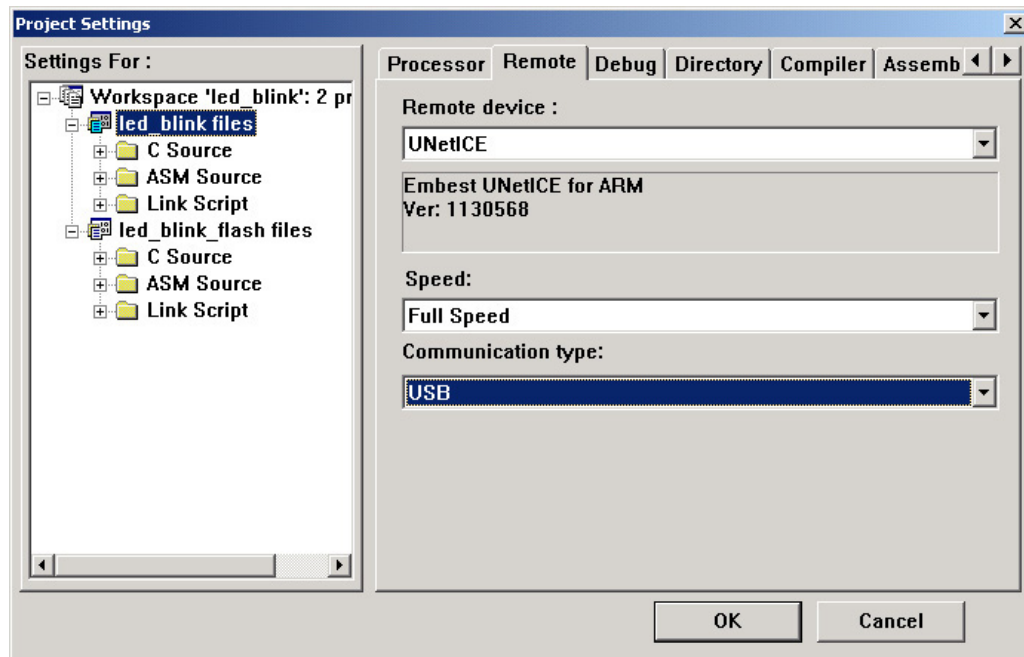 Project Settings
Settings For :
Workspace 'led_blink': 2 pr
led_blink files
C Source
ASM Source
Link Script
led_blink_flash files
C Source
ASM Source
Link Script
Processor Remote Debug Directory Compiler Assemb
Remote device :
UNetICE
Embest UNetICE for ARM
Ver: 1130568
Speed:
Full Speed
Communication type:
USB
OK Cancel